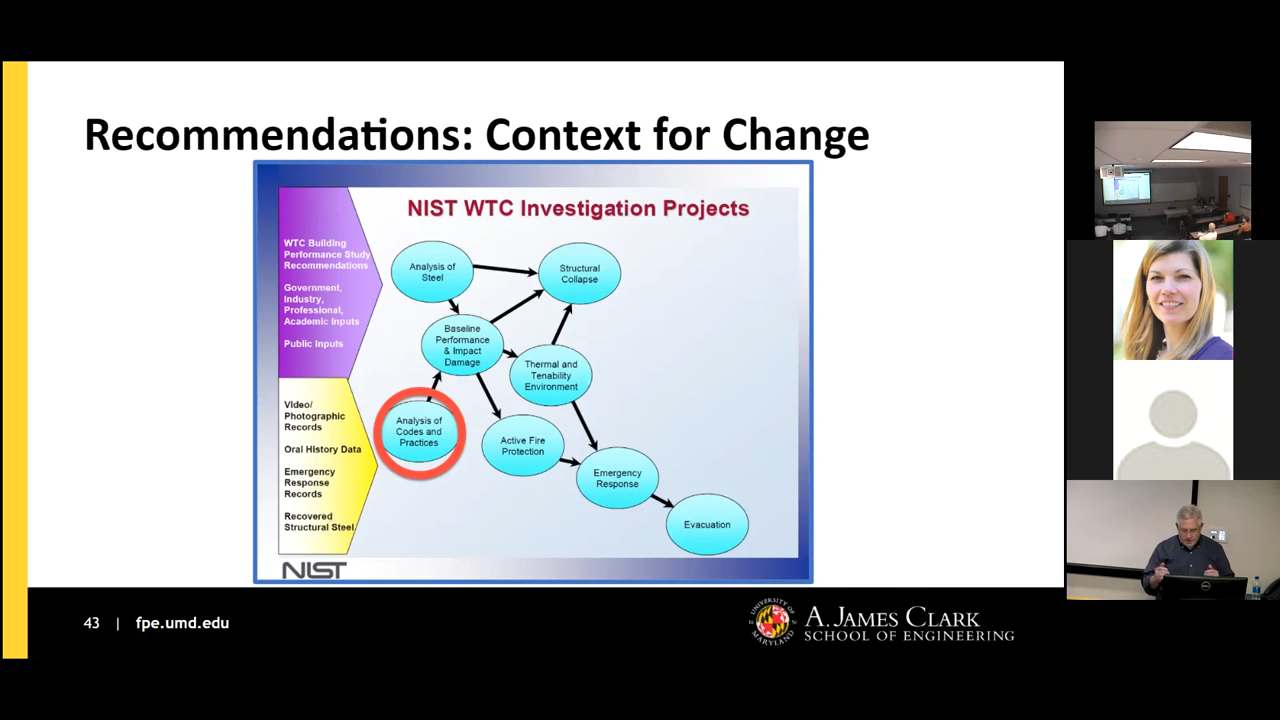 Recommendations: Context for Change
NIST WTC Investigation Projects
WTC Building
Performance Study
Recommendations
Government,
Industry,
Professional,
Academic Inputs
Public Inputs
Video/
Photographic
Records
Oral History Data
Emergency
Response
Records
Recovered
Structural Steel
Analysis of
Steel
Structural
Collapse
Baseline
Performance
& Impact
Damage
Thermal and
Tenability
Environment
Analysis of
Codes and
Practices
Active Fire
Protection
Emergency
Response
Evacuation
NIST
43 | fpe.umd.edu
UNIVERSITY OF
MARYLAND
A. JAMES CLARK
SCHOOL OF ENGINEERING